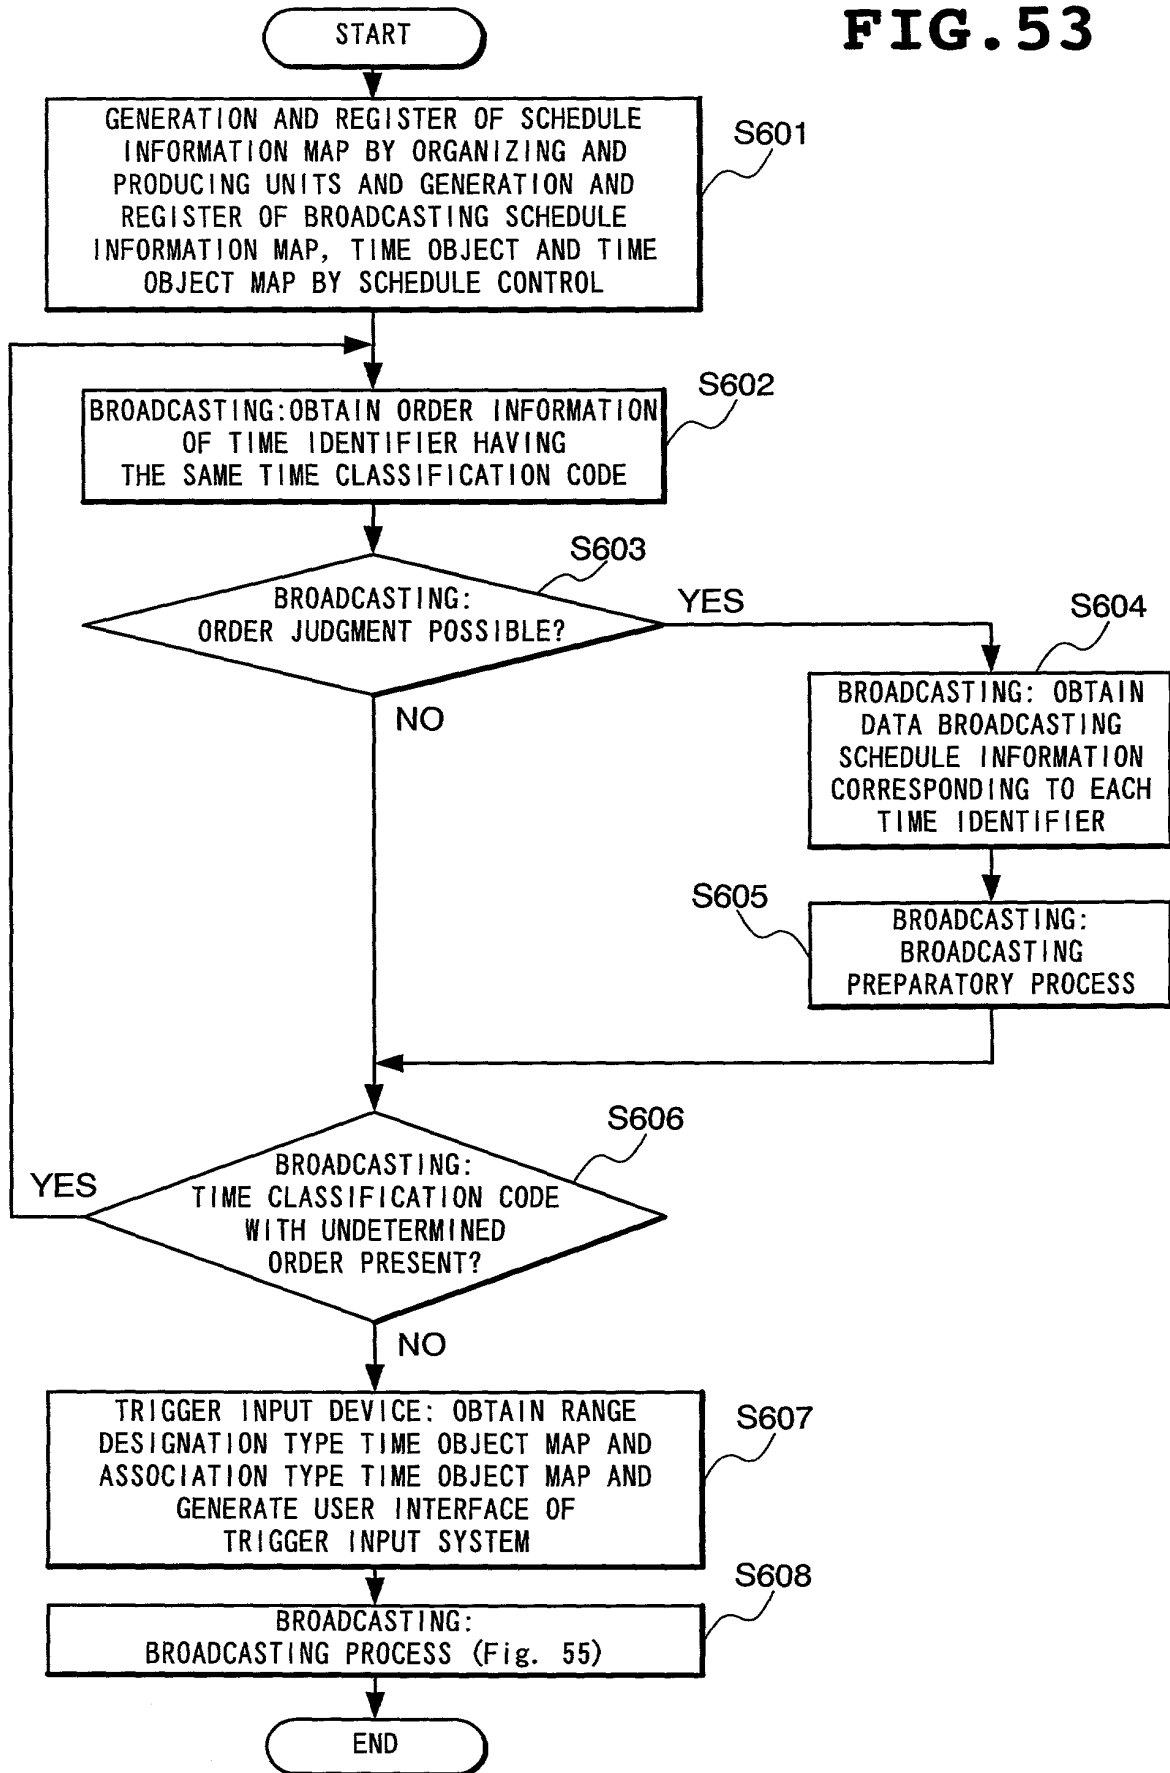 FIG.53
START
GENERATION AND REGISTER OF SCHEDULE
INFORMATION MAP BY ORGANIZING AND
PRODUCING UNITS AND GENERATION AND
REGISTER OF BROADCASTING SCHEDULE
INFORMATION MAP, TIME OBJECT AND TIME
OBJECT MAP BY SCHEDULE CONTROL
S601
BROADCASTING:OBTAIN ORDER INFORMATION
OF TIME IDENTIFIER HAVING
THE SAME TIME CLASSIFICATION CODE
S602
BROADCASTING:
ORDER JUDGMENT POSSIBLE?
S603
YES
NO
S604
BROADCASTING: OBTAIN
DATA BROADCASTING
SCHEDULE INFORMATION
CORRESPONDING TO EACH
TIME IDENTIFIER
S605
BROADCASTING:
BROADCASTING
PREPARATORY PROCESS
S606
BROADCASTING:
TIME CLASSIFICATION CODE
WITH UNDETERMINED
ORDER PRESENT?
YES
NO
TRIGGER INPUT DEVICE: OBTAIN RANGE
DESIGNATION TYPE TIME OBJECT MAP AND
ASSOCIATION TYPE TIME OBJECT MAP AND
GENERATE USER INTERFACE OF
TRIGGER INPUT SYSTEM
S607
BROADCASTING:
BROADCASTING PROCESS (Fig. 55)
S608
END